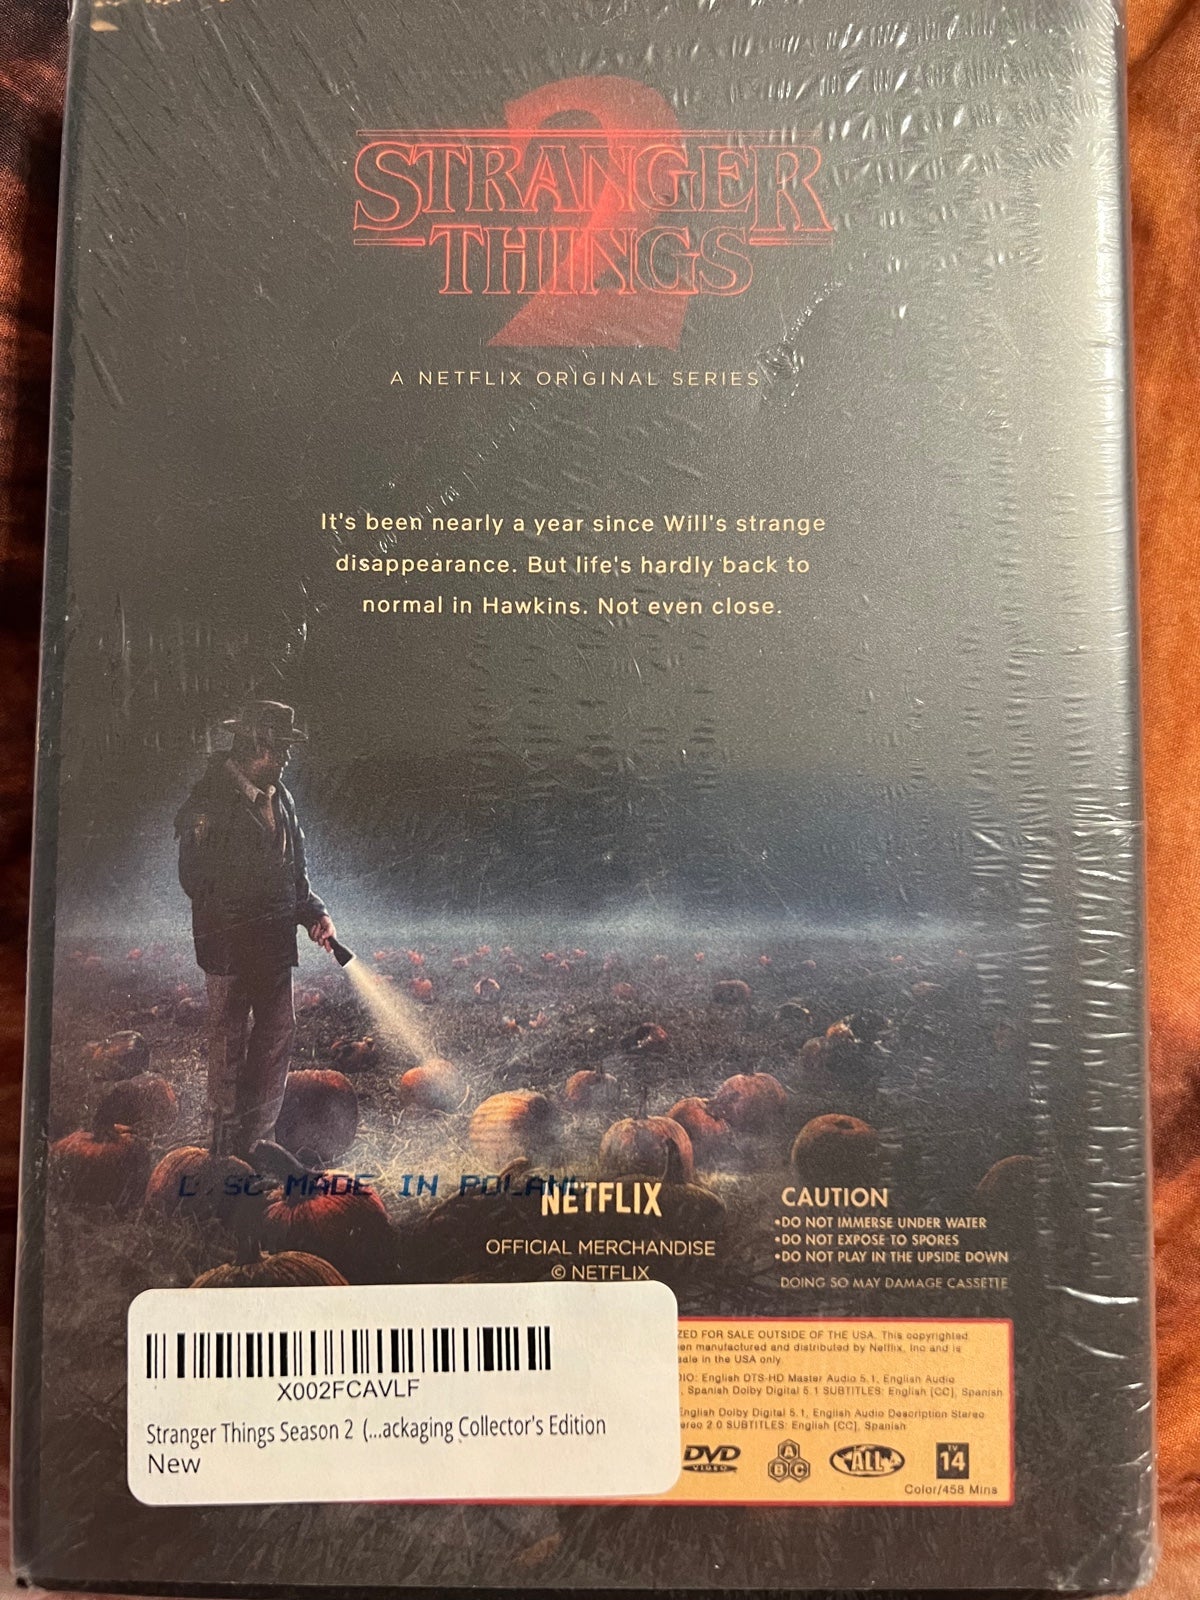 2
STRANGER
THINGS
A NETFLIX ORIGINAL SERIES
It's been nearly a year since Will's strange
disappearance. But life's hardly back to
normal in Hawkins. Not even close.
MADE IN
NETFLIX
OFFICIAL MERCHANDISE
© NETFLIX
CAUTION
•DO NOT IMMERSE UNDER WATER
•DO NOT EXPOSE TO SPORES
•DO NOT PLAY IN THE UPSIDE DOWN
DOING SO MAY DAMAGE CASSETTE
X002FCAVLF
Stranger Things Season 2 (...ackaging Collector's Edition
New
ZED FOR SALE OUTSIDE OF THE USA. This copyrighted
en manufactured and distributed by Netflix, Inc and is
sale in the USA only
DIO: English DTS-HD Master Audio 5.1, English Audio
, Spanish Dolby Digital 5.1 SUBTITLES: English [CC], Spanish
English Dolby Digital 5.1, English Audio Description Stereo
ereo 2.0 SUBTITLES: English [CC], Spanish
DVD
VIDEO
A
B C
ALL
TV
14
Color/458 Mins